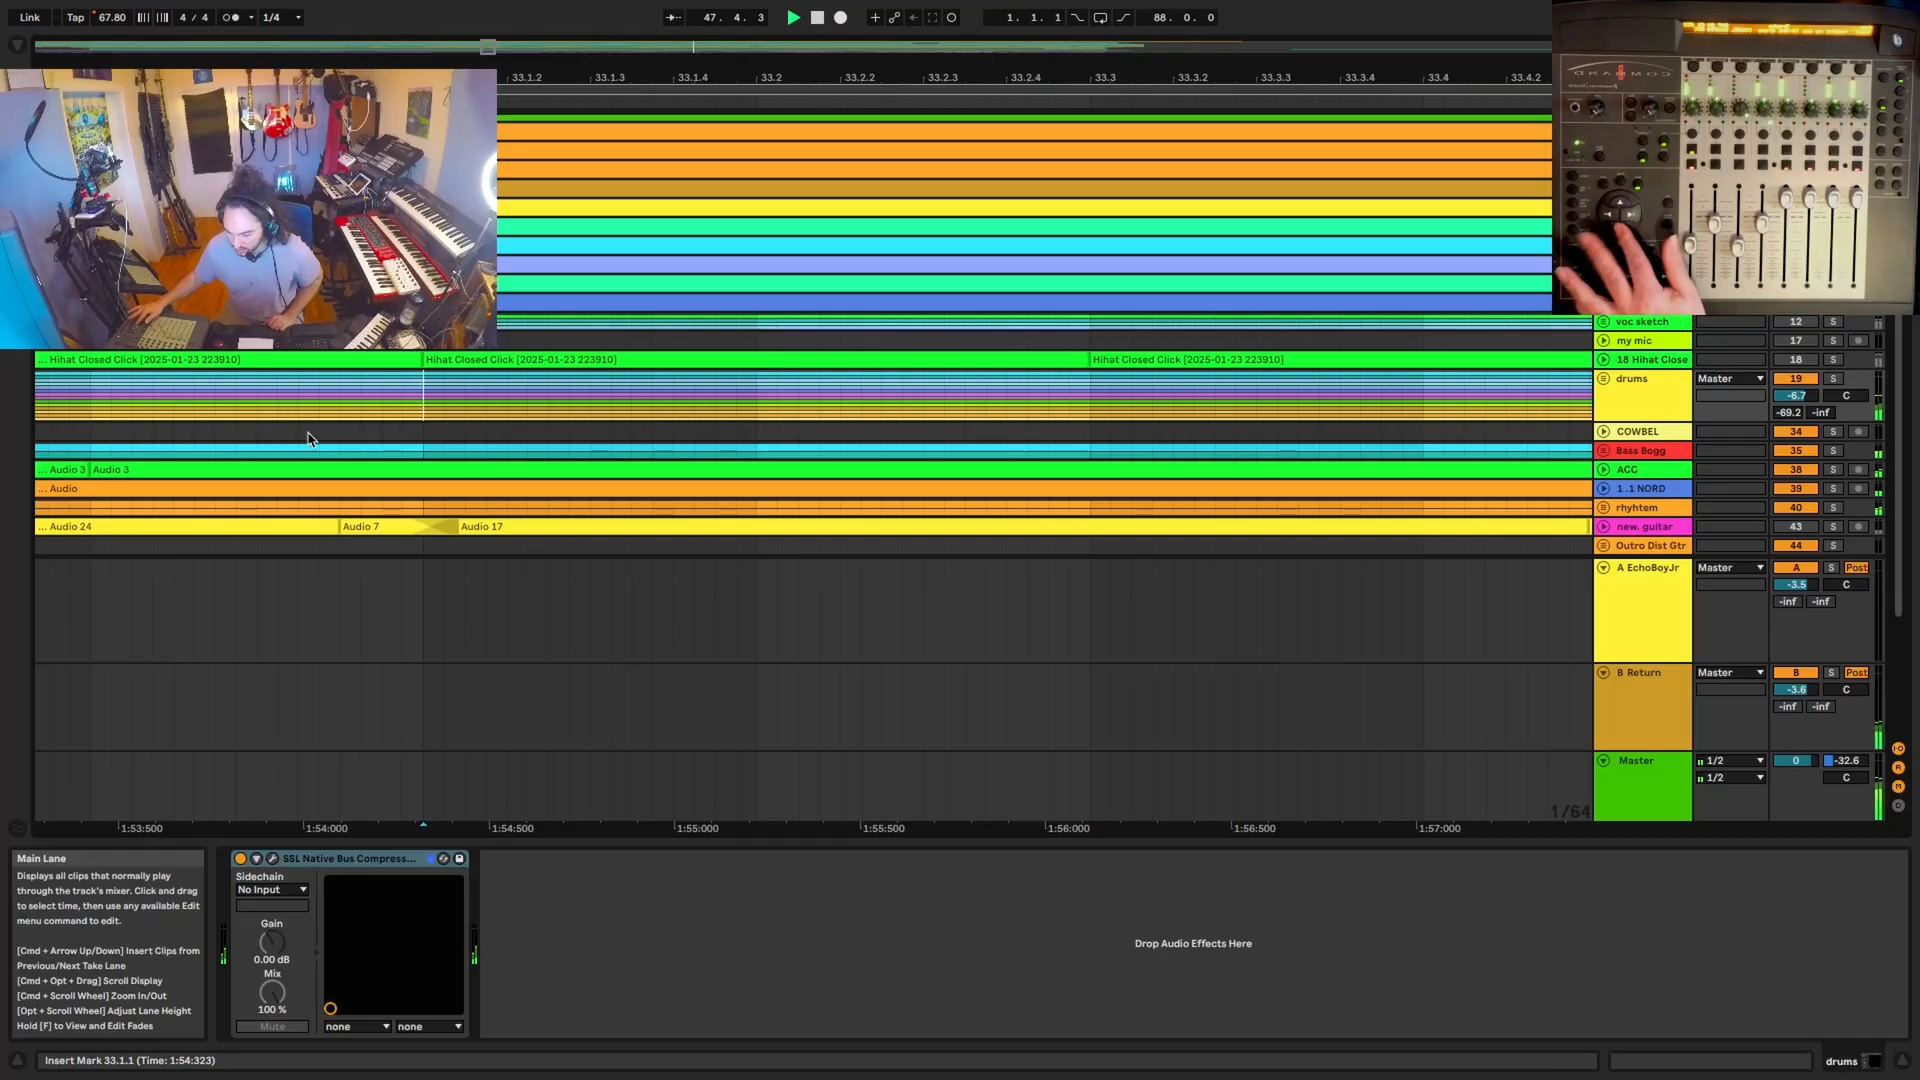 Link
Tap
67.80
4 / 4
1/4
47. 4. 3
1. 1. 1
88. 0. 0
33.1.2
33.1.3
33.1.4
33.2
33.2.2
33.2.3
33.2.4
33.3
33.3.2
33.3.3
33.3.4
33.4
33.4.2
COMMAND
voc sketch
12
S
my mic
17
S
... Hihat Closed Click [2025-01-23 223910]
Hihat Closed Click [2025-01-23 223910]
Hihat Closed Click [2025-01-23 223910]
18 Hihat Close
18
S
drums
Master
19
S
-6.7
C
-69.2
-inf
COWBEL
34
S
Bass Bogg
35
S
... Audio 3
Audio 3
ACC
38
S
... Audio
1 .1 NORD
39
S
rhyhtem
40
S
... Audio 24
Audio 7
Audio 17
new. guitar
43
S
Outro Dist Gtr
44
S
A EchoBoyJr
Master
A
S
Post
-3.5
C
-inf
-inf
B Return
Master
B
S
Post
-3.6
C
-inf
-inf
Master
1/2
0
-32.6
1/2
C
1/64
1:53:500
1:54:000
1:54:500
1:55:000
1:55:500
1:56:000
1:56:500
1:57:000
I·O
R
M
D
Main Lane
Displays all clips that normally play
through the track's mixer. Click and drag
to select time, then use any available Edit
menu command to edit.
[Cmd + Arrow Up/Down] Insert Clips from
Previous/Next Take Lane
[Cmd + Opt + Drag] Scroll Display
[Cmd + Scroll Wheel] Zoom In/Out
[Opt + Scroll Wheel] Adjust Lane Height
Hold [F] to View and Edit Fades
SSL Native Bus Compress...
Sidechain
No Input
Gain
0.00 dB
Mix
100 %
Mute
none
none
Drop Audio Effects Here
Insert Mark 33.1.1 (Time: 1:54:323)
drums